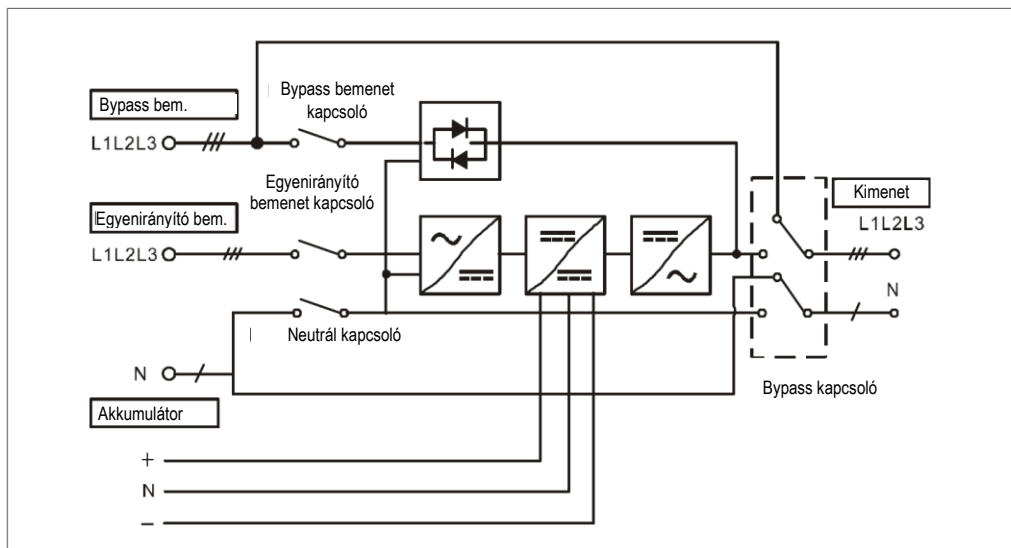 Bypass bem.
L1L2L3
Bypass bemenet
kapcsoló
Egyenirányító bem.
L1L2L3
Egyenirányító
bemenet kapcsoló
Neutrál kapcsoló
N
Akkumulátor
+
N
−
Kimenet
L1L2L3
N
Bypass kapcsoló